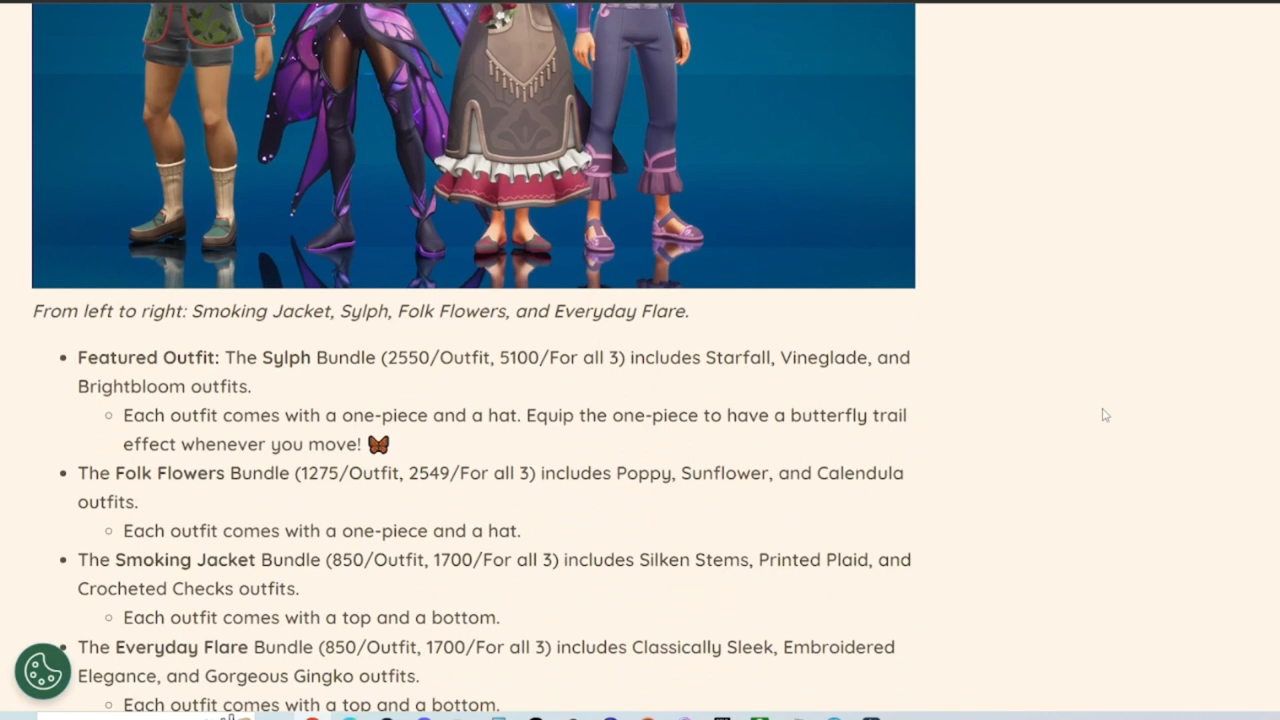 From left to right: Smoking Jacket, Sylph, Folk Flowers, and Everyday Flare.
Featured Outfit: The Sylph Bundle (2550/Outfit, 5100/For all 3) includes Starfall, Vineglade, and
Brightbloom outfits.
Each outfit comes with a one-piece and a hat. Equip the one-piece to have a butterfly trail
effect whenever you move! 🦋
The Folk Flowers Bundle (1275/Outfit, 2549/For all 3) includes Poppy, Sunflower, and Calendula
outfits.
Each outfit comes with a one-piece and a hat.
The Smoking Jacket Bundle (850/Outfit, 1700/For all 3) includes Silken Stems, Printed Plaid, and
Crocheted Checks outfits.
Each outfit comes with a top and a bottom.
The Everyday Flare Bundle (850/Outfit, 1700/For all 3) includes Classically Sleek, Embroidered
Elegance, and Gorgeous Gingko outfits.
Each outfit comes with a top and a bottom.